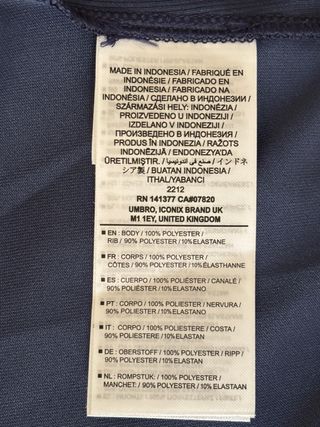 MADE IN INDONESIA / FABRIQUÉ EN
INDONÉSIE / FABRICADO EN
INDONESIA / FABRICADO NA
INDONÉSIA / СДЕЛАНО В ИНДОНЕЗИИ /
SZÁRMAZÁSI HELY: INDONÉZIA /
PROIZVEDENO U INDONEZIJI /
IZDELANO V INDONEZIJI /
ПРОИЗВЕДЕНО В ИНДОНЕЗИЯ /
PRODUS ÎN INDONEZIA / RAŽOTS
INDONĒZIJĀ / ENDONEZYA'DA
ÜRETILMIŞTIR. / صنع في اندونيسيا / インドネ
シア製 / BUATAN INDONESIA /
ITHAL/YABANCI
2212
RN 141377 CA#07820
UMBRO, ICONIX BRAND UK
M1 1EY, UNITED KINGDOM
■ EN : BODY / 100% POLYESTER /
RIB / 90% POLYESTER / 10% ELASTANE
■ FR : CORPS / 100% POLYESTER /
CÔTES / 90% POLYESTER / 10% ÉLASTHANNE
■ ES : CUERPO / 100% POLIÉSTER / CANALÉ /
90% POLIÉSTER / 10% ELASTANO
■ PT : CORPO / 100% POLIÉSTER / NERVURA /
90% POLIÉSTER / 10% ELASTANO
■ IT : CORPO / 100% POLIESTERE / COSTA /
90% POLIESTERE / 10% ELASTAN
■ DE : OBERSTOFF / 100% POLYESTER / RIPP /
90% POLYESTER / 10% ELASTAN
■ NL : ROMPSTUK: / 100% POLYESTER /
MANCHET: / 90% POLYESTER / 10% ELASTAAN